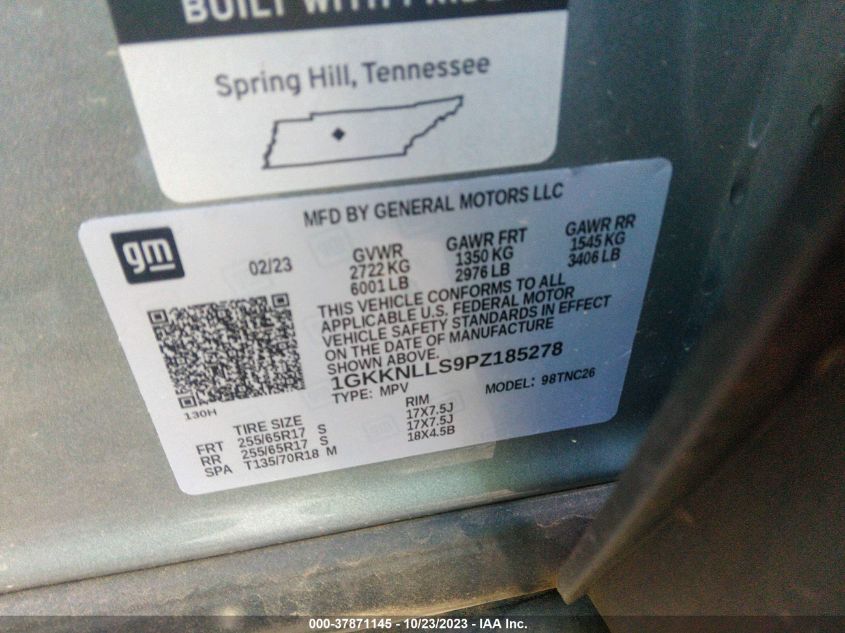 BUILT WITH PRIDE
Spring Hill, Tennessee
MFD BY GENERAL MOTORS LLC
gm
02/23
GVWR
2722 KG
6001 LB
GAWR FRT
1350 KG
2976 LB
GAWR RR
1545 KG
3406 LB
THIS VEHICLE CONFORMS TO ALL
APPLICABLE U.S. FEDERAL MOTOR
VEHICLE SAFETY STANDARDS IN EFFECT
ON THE DATE OF MANUFACTURE
SHOWN ABOVE.
1GKKNLLS9PZ185278
TYPE: MPV MODEL: 98TNC26
130H
TIRE SIZE RIM
FRT 255/65R17 S 17X7.5J
RR 255/65R17 S 17X7.5J
SPA T135/70R18 M 18X4.5B
000-37871145 - 10/23/2023 - IAA Inc.